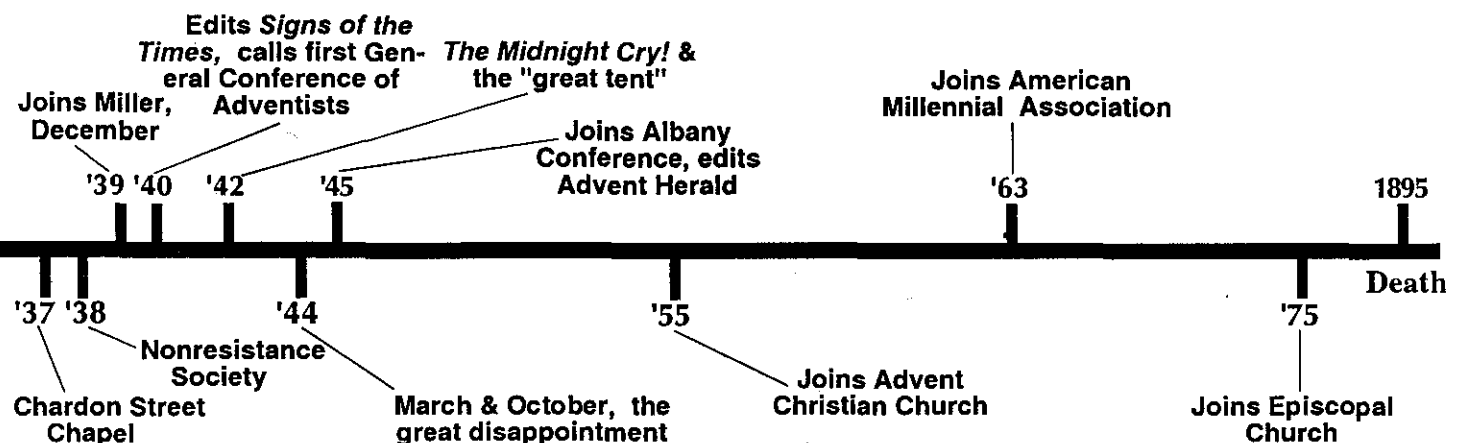 Edits Signs of the
Times, calls first Gen-
eral Conference of
Adventists
The Midnight Cry! &
the "great tent"
Joins Miller,
December
Joins Albany
Conference, edits
Advent Herald
Joins American
Millennial Association
'39 '40 '42 '45 '63 1895
Death
'37 '38 '44 '55 '75
Nonresistance
Society
Chardon Street
Chapel
March & October, the
great disappointment
Joins Advent
Christian Church
Joins Episcopal
Church